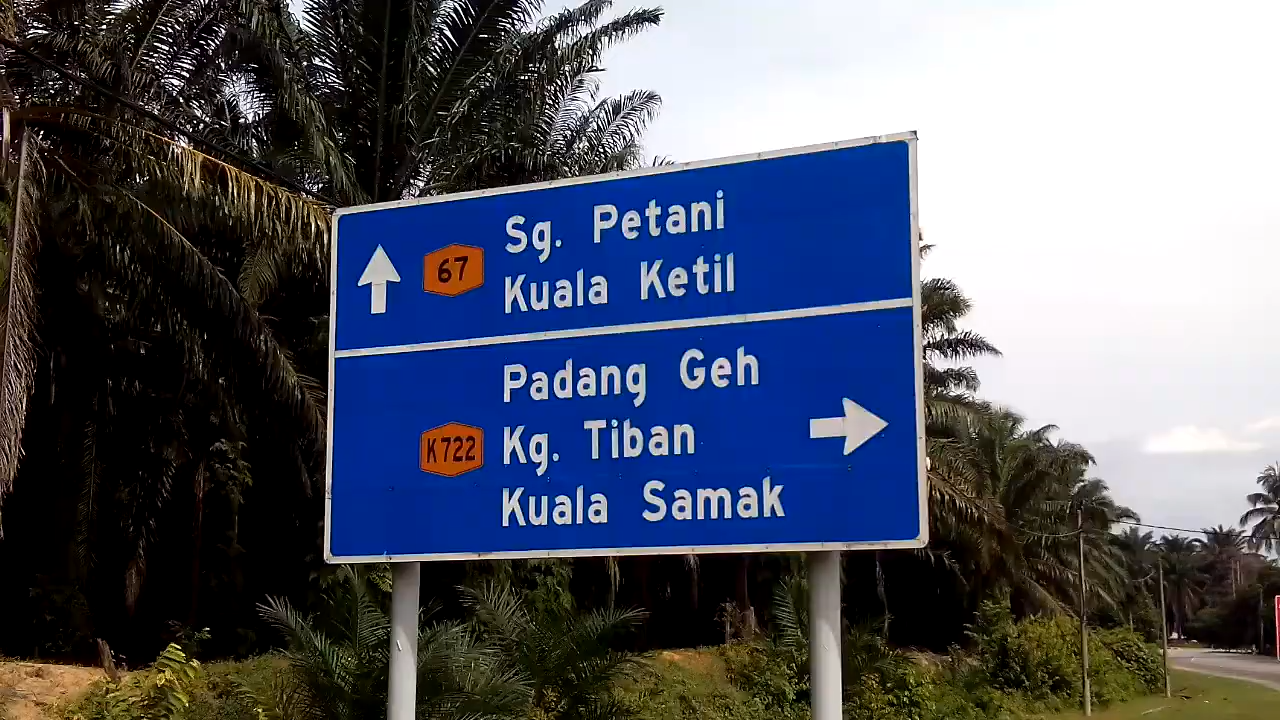 67
Sg. Petani
Kuala Ketil
Padang Geh
K722
Kg. Tiban
Kuala Samak